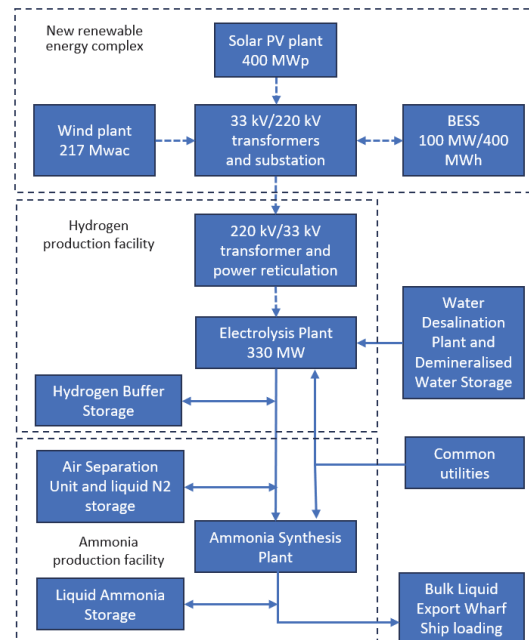 New renewable
energy complex
Solar PV plant
400 MWp
Wind plant
217 Mwac
33 kV/220 kV
transformers
and substation
BESS
100 MW/400
MWh
Hydrogen
production facility
220 kV/33 kV
transformer and
power reticulation
Electrolysis Plant
330 MW
Water
Desalination
Plant and
Demineralised
Water Storage
Hydrogen Buffer
Storage
Air Separation
Unit and liquid N2
storage
Common
utilities
Ammonia
production facility
Ammonia Synthesis
Plant
Liquid Ammonia
Storage
Bulk Liquid
Export Wharf
Ship loading